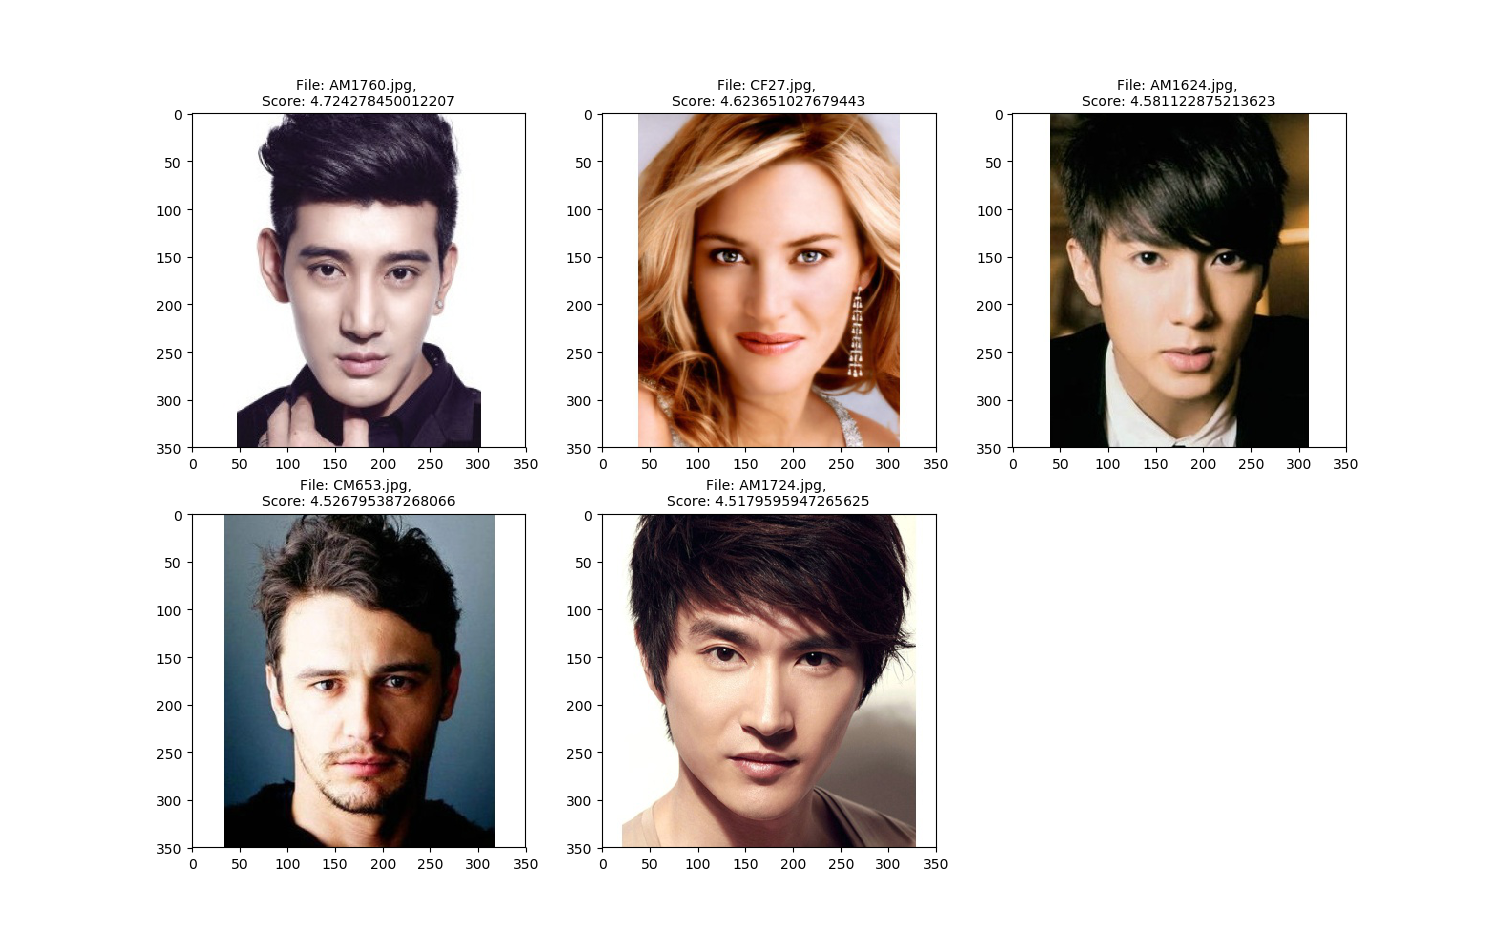 File: AM1760.jpg,
Score: 4.724278450012207
File: CF27.jpg,
Score: 4.623651027679443
File: AM1624.jpg,
Score: 4.581122875213623
0
50
100
150
200
250
300
350
0 50 100 150 200 250 300 350
0
50
100
150
200
250
300
350
0 50 100 150 200 250 300 350
0
50
100
150
200
250
300
350
0 50 100 150 200 250 300 350
File: CM653.jpg,
Score: 4.526795387268066
File: AM1724.jpg,
Score: 4.5179595947265625
0
50
100
150
200
250
300
350
0 50 100 150 200 250 300 350
0
50
100
150
200
250
300
350
0 50 100 150 200 250 300 350